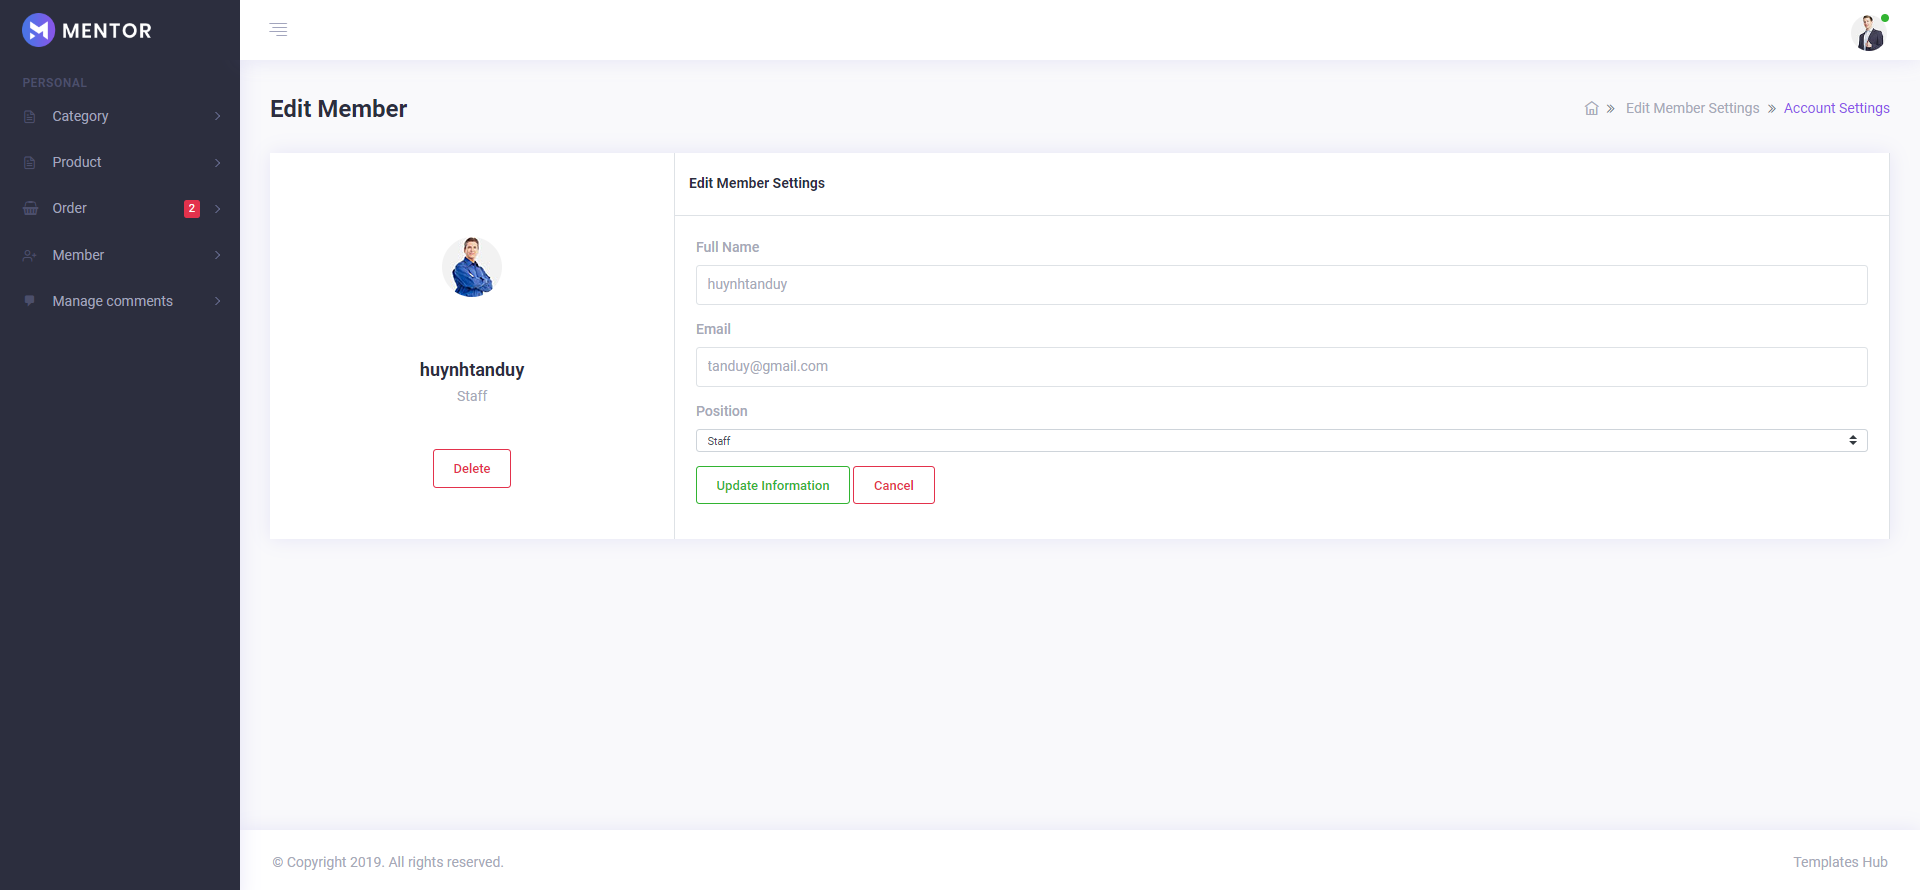 MENTOR
PERSONAL
Category
Product
Order 2
Member
Manage comments
Edit Member
Edit Member Settings » Account Settings
huynhtanduy
Staff
Delete
Edit Member Settings
Full Name
huynhtanduy
Email
tanduy@gmail.com
Position
Staff
Update Information Cancel
© Copyright 2019. All rights reserved.
Templates Hub